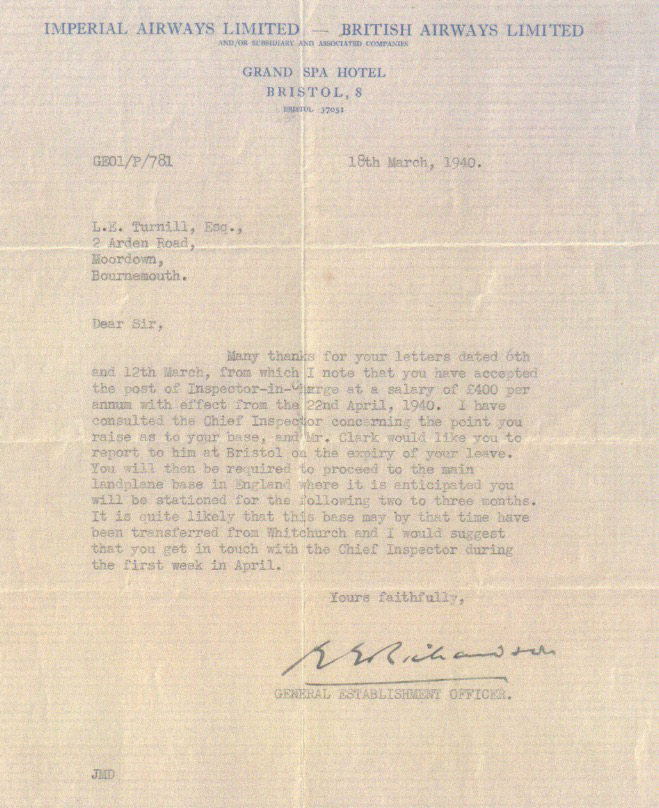 IMPERIAL AIRWAYS LIMITED — BRITISH AIRWAYS LIMITED
AND/OR SUBSIDIARY AND ASSOCIATED COMPANIES
GRAND SPA HOTEL
BRISTOL, 8
BRISTOL 37051
GEO1/P/781 18th March, 1940.
L.E. Turnill, Esq.,
2 Arden Road,
Moordown,
Bournemouth.
Dear Sir,
Many thanks for your letters dated 6th
and 12th March, from which I note that you have accepted
the post of Inspector-in-Charge at a salary of £400 per
annum with effect from the 22nd April, 1940. I have
consulted the Chief Inspector concerning the point you
raise as to your base, and Mr. Clark would like you to
report to him at Bristol on the expiry of your leave.
You will then be required to proceed to the main
landplane base in England where it is anticipated you
will be stationed for the following two to three months.
It is quite likely that this base may by that time have
been transferred from Whitchurch and I would suggest
that you get in touch with the Chief Inspector during
the first week in April.
Yours faithfully,
Richardson
GENERAL ESTABLISHMENT OFFICER.
JMD